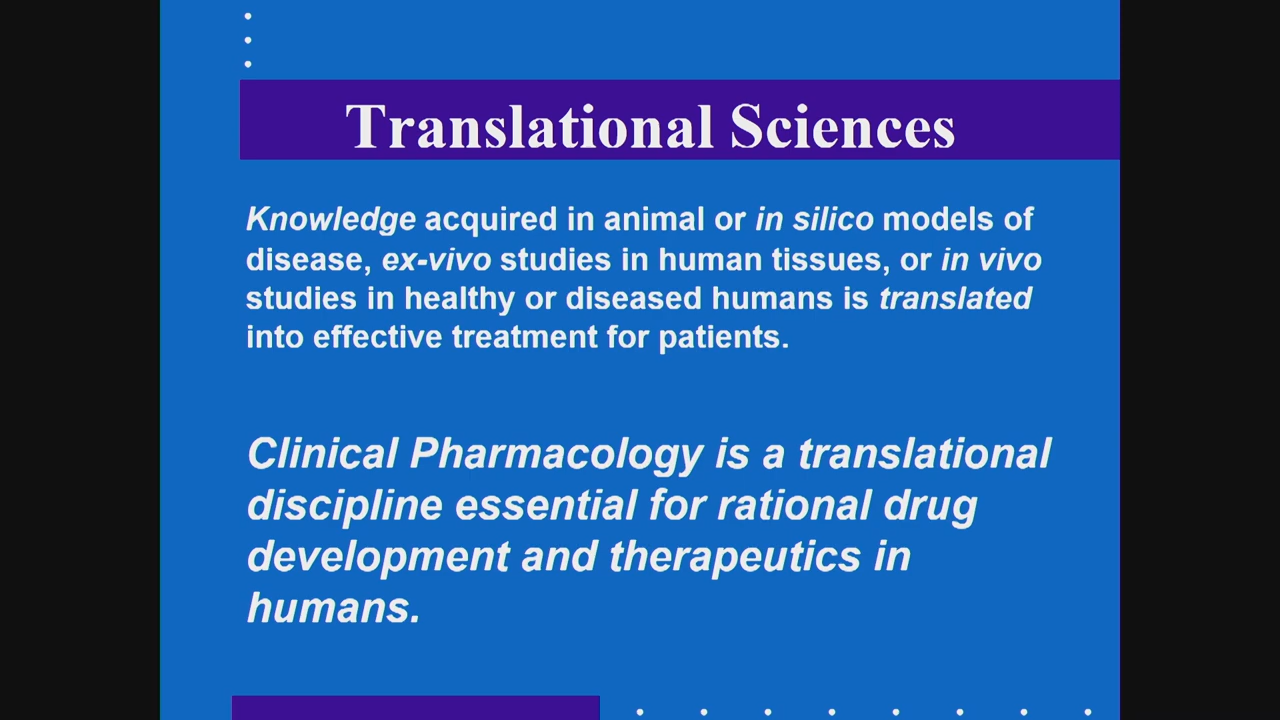 Translational Sciences
Knowledge acquired in animal or in silico models of
disease, ex-vivo studies in human tissues, or in vivo
studies in healthy or diseased humans is translated
into effective treatment for patients.
Clinical Pharmacology is a translational
discipline essential for rational drug
development and therapeutics in
humans.